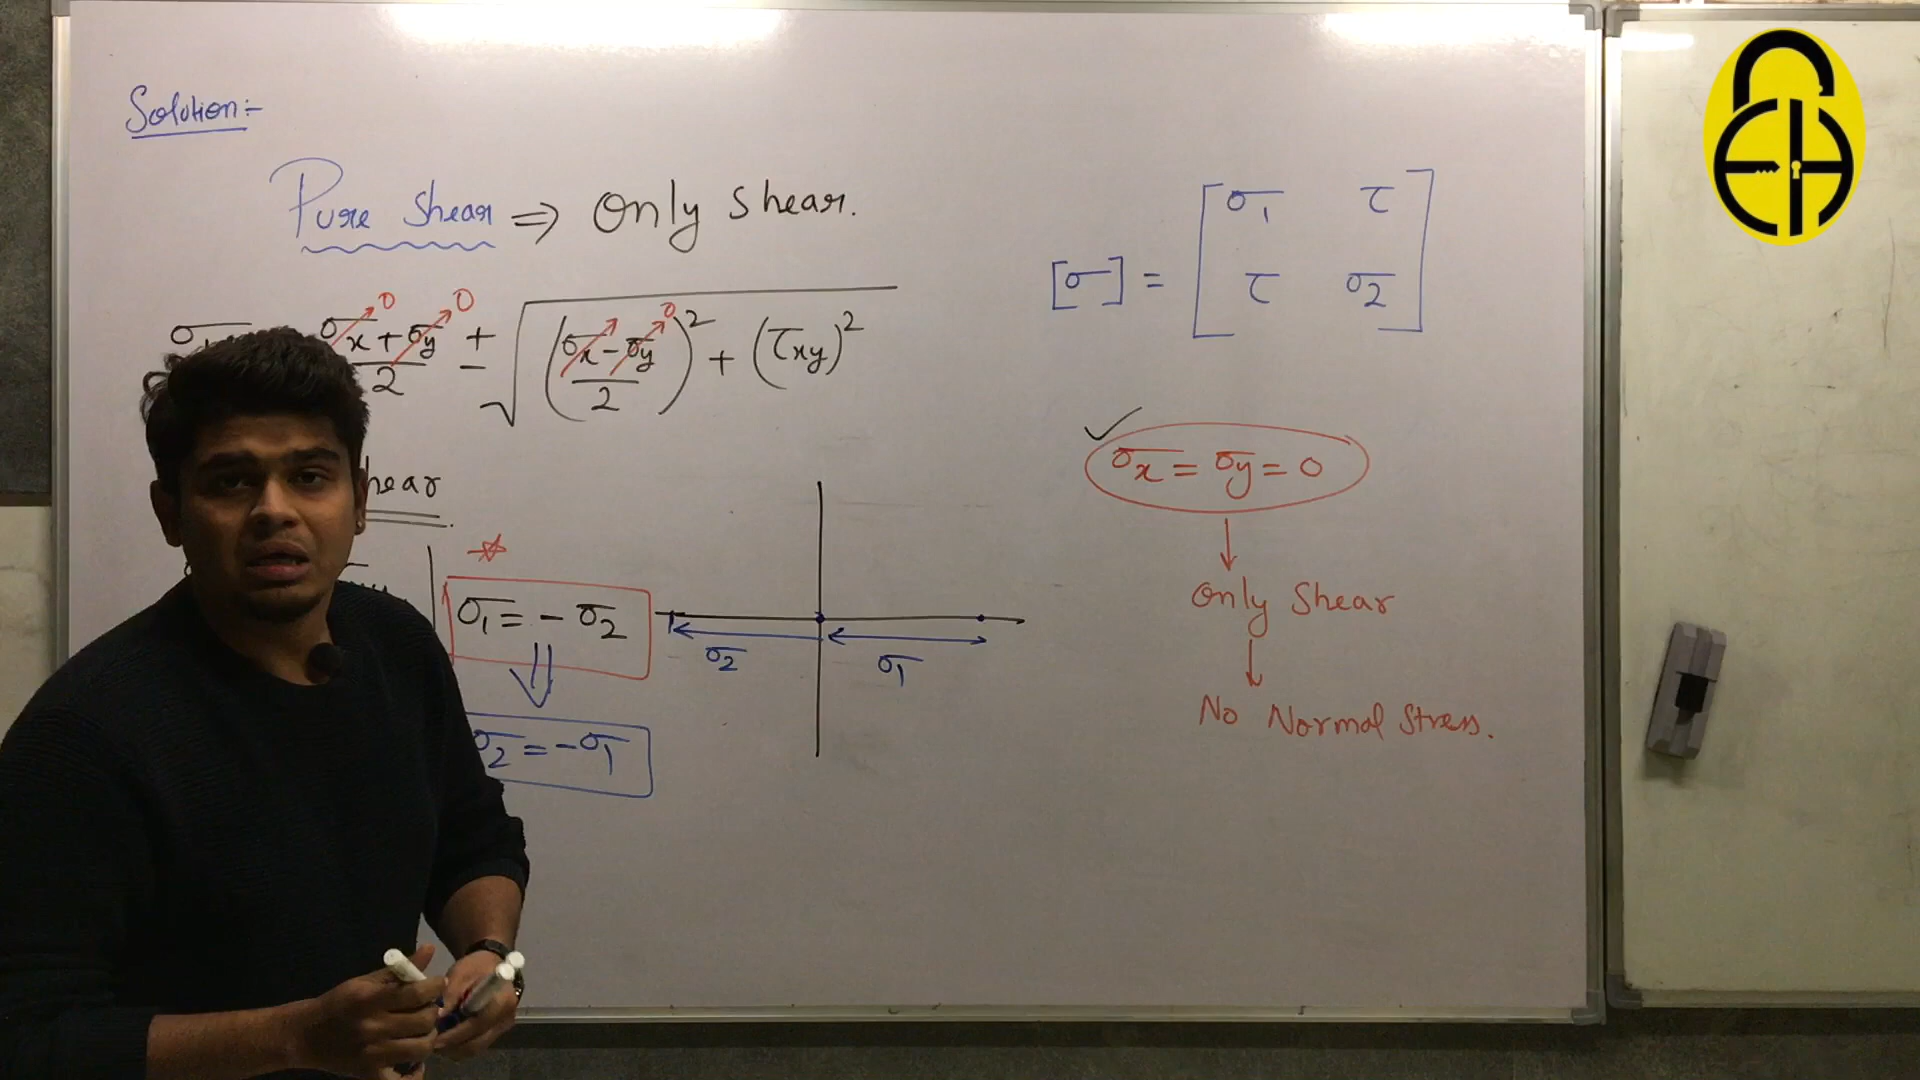 Solution:-
Pure Shear ⇒ Only Shear.
σx + σy / 2 ± √((σx - σy / 2)² + (τxy)²)
0 0 0
[σ] = [σ1 τ
τ σ2]
σx = σy = 0
Only Shear
No Normal Stress.
σ1 = - σ2
σ2 = - σ1
σ2 σ1